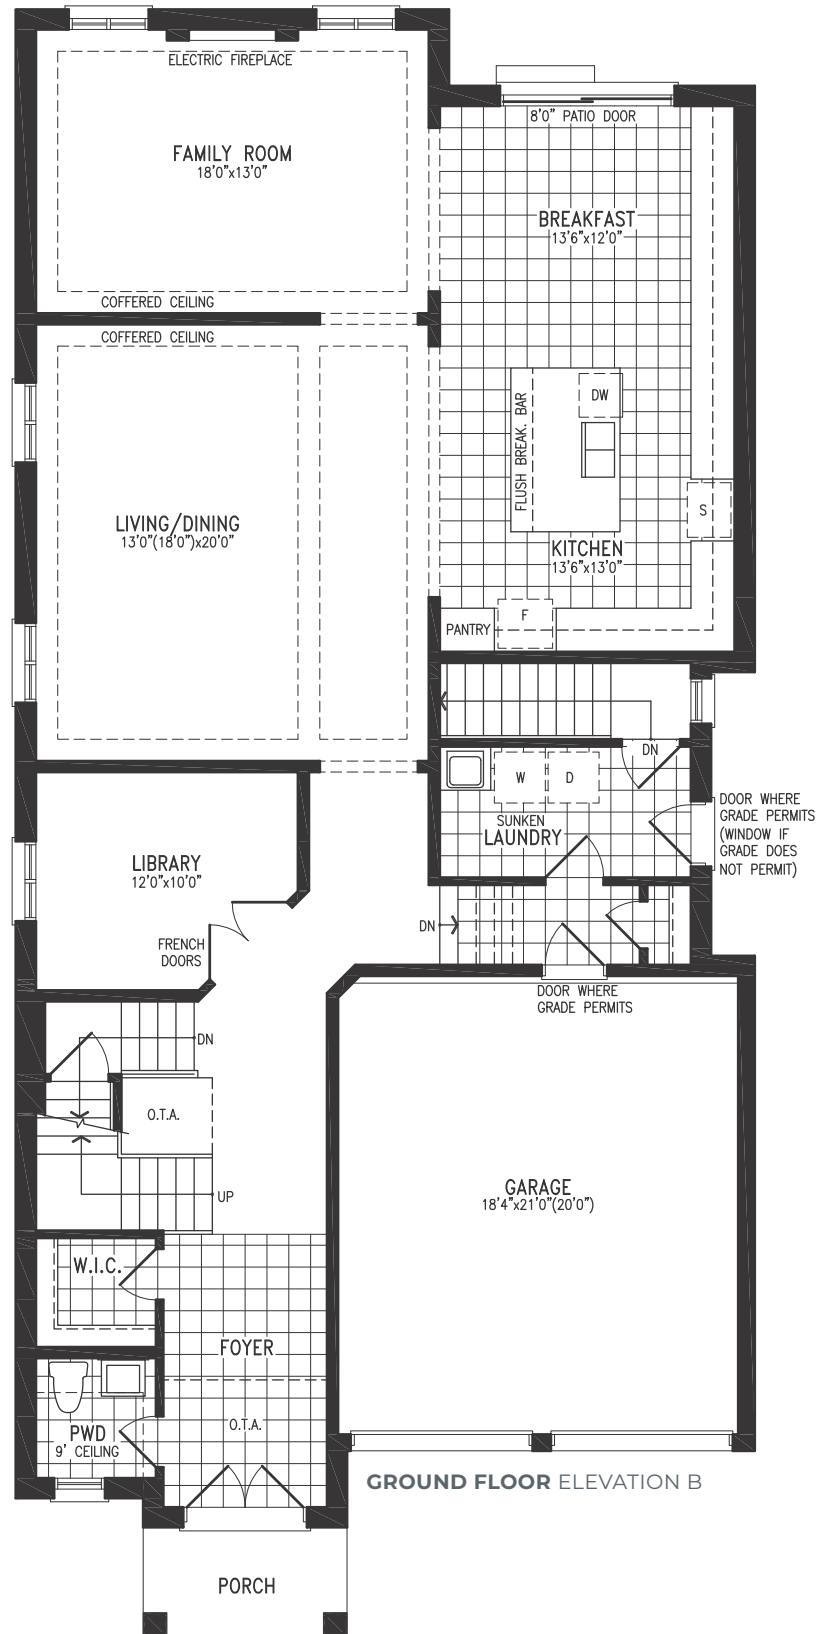 ELECTRIC FIREPLACE
FAMILY ROOM
18'0"x13'0"
COFFERED CEILING
8'0" PATIO DOOR
BREAKFAST
13'6"x12'0"
COFFERED CEILING
LIVING/DINING
13'0"(18'0")x20'0"
FLUSH BREAK. BAR
DW
S
KITCHEN
13'6"x13'0"
F
PANTRY
DN
W
D
SUNKEN
LAUNDRY
DOOR WHERE
GRADE PERMITS
(WINDOW IF
GRADE DOES
NOT PERMIT)
LIBRARY
12'0"x10'0"
FRENCH
DOORS
DN
DOOR WHERE
GRADE PERMITS
DN
O.T.A.
UP
GARAGE
18'4"x21'0"(20'0")
W.I.C.
FOYER
O.T.A.
PWD
9' CEILING
GROUND FLOOR ELEVATION B
PORCH